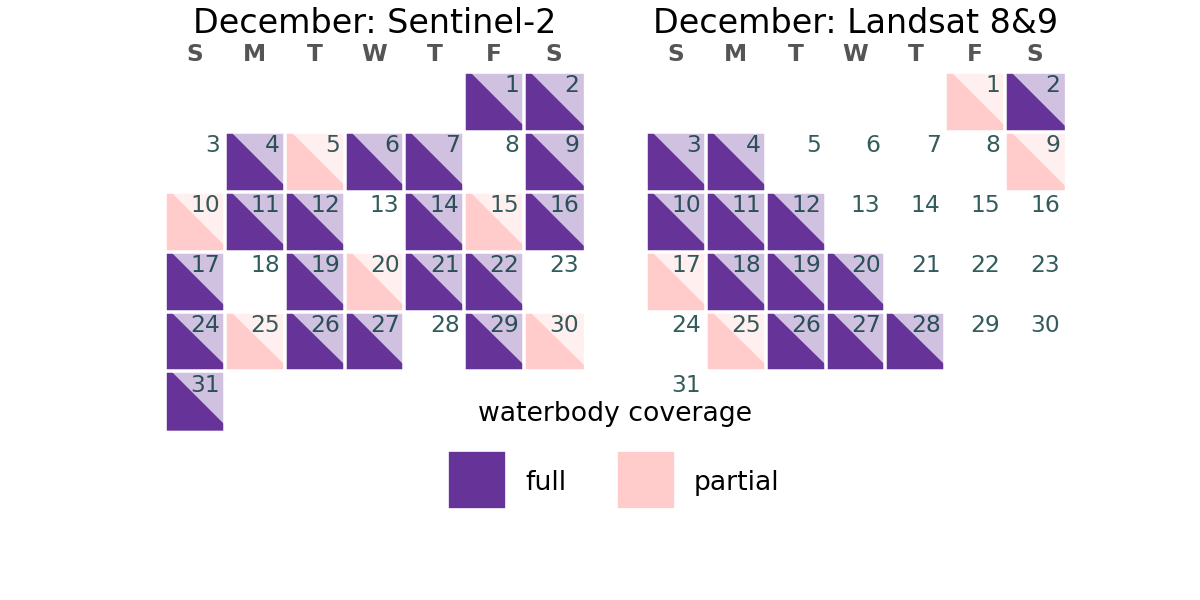 December: Sentinel-2
S M T W T F S
1 2
3 4 5 6 7 8 9
10 11 12 13 14 15 16
17 18 19 20 21 22 23
24 25 26 27 28 29 30
31
December: Landsat 8&9
S M T W T F S
1 2
3 4 5 6 7 8 9
10 11 12 13 14 15 16
17 18 19 20 21 22 23
24 25 26 27 28 29 30
31
waterbody coverage
full partial